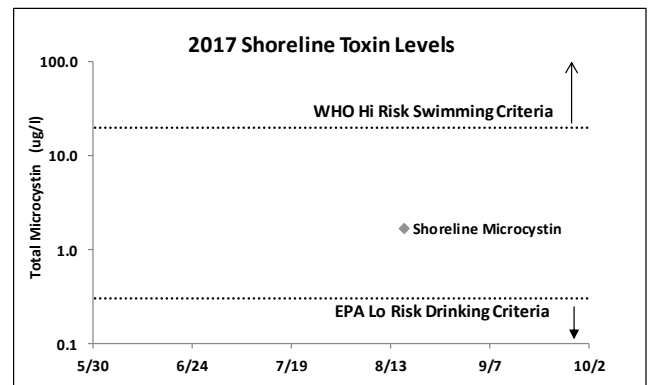 2017 Shoreline Toxin Levels
Total Microcystin (ug/l)
100.0
10.0
1.0
0.1
WHO Hi Risk Swimming Criteria
Shoreline Microcystin
EPA Lo Risk Drinking Criteria
5/30 6/24 7/19 8/13 9/7 10/2